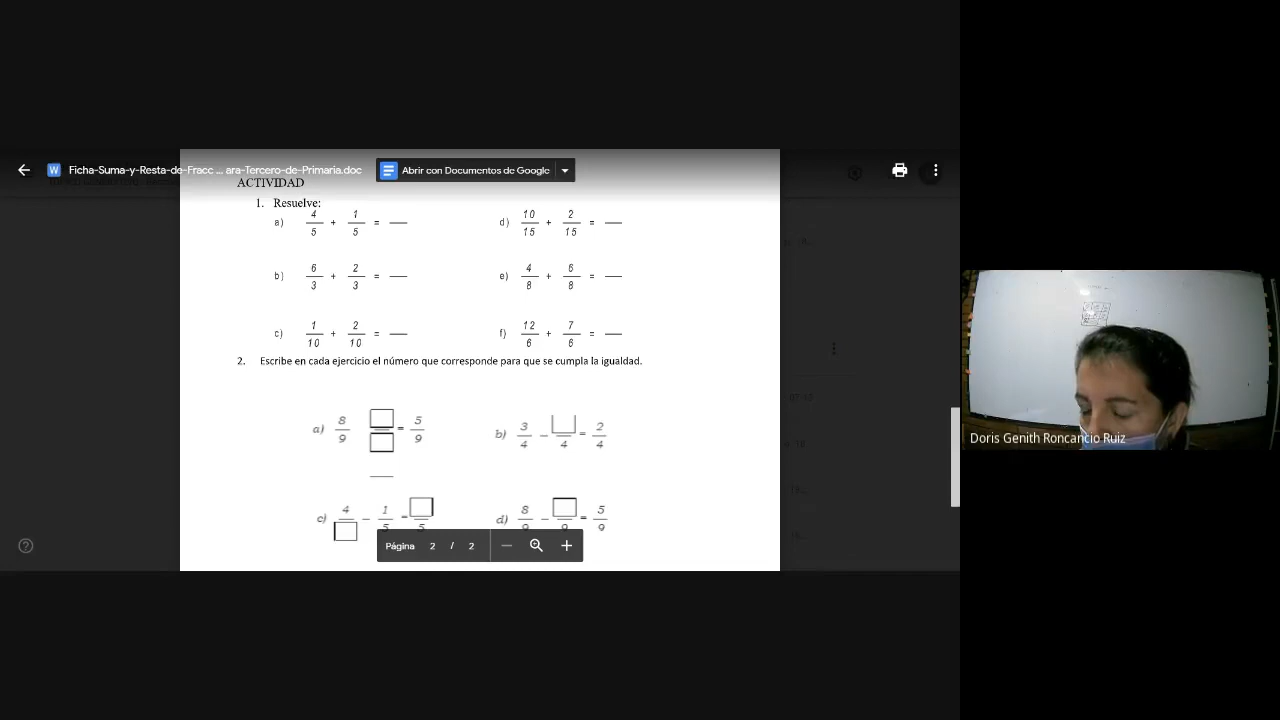 Ficha-Suma-y-Resta-de-Fracc ... ara-Tercero-de-Primaria.doc
Abrir con Documentos de Google
ACTIVIDAD
1. Resuelve:
a) 4/5 + 1/5 = —
d) 10/15 + 2/15 = —
b) 6/3 + 2/3 = —
e) 4/8 + 6/8 = —
c) 1/10 + 2/10 = —
f) 12/6 + 7/6 = —
2. Escribe en cada ejercicio el número que corresponde para que se cumpla la igualdad.
a) 8/9 □/□ = 5/9
b) 3/4 – □/4 = 2/4
c) 4/□ – 1/5 = □/5
d) 8/9 – □/9 = 5/9
Página 2 / 2
Doris Genith Roncancio Ruiz